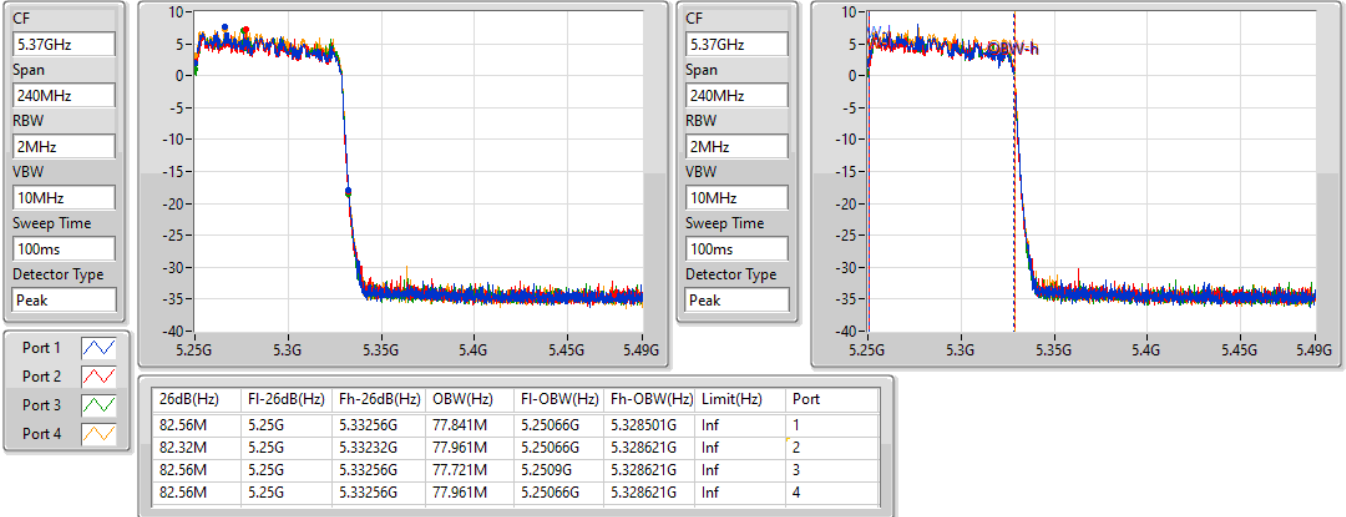 CF
5.37GHz
Span
240MHz
RBW
2MHz
VBW
10MHz
Sweep Time
100ms
Detector Type
Peak
10
5
0
-5
-10
-15
-20
-25
-30
-35
-40
5.25G 5.3G 5.35G 5.4G 5.45G 5.49G
CF
5.37GHz
Span
240MHz
RBW
2MHz
VBW
10MHz
Sweep Time
100ms
Detector Type
Peak
10
5
0
-5
-10
-15
-20
-25
-30
-35
-40
OBW-h
5.25G 5.3G 5.35G 5.4G 5.45G 5.49G
Port 1
Port 2
Port 3
Port 4
26dB(Hz) Fl-26dB(Hz) Fh-26dB(Hz) OBW(Hz) Fl-OBW(Hz) Fh-OBW(Hz) Limit(Hz) Port
82.56M 5.25G 5.33256G 77.841M 5.25066G 5.328501G Inf 1
82.32M 5.25G 5.33232G 77.961M 5.25066G 5.328621G Inf 2
82.56M 5.25G 5.33256G 77.721M 5.2509G 5.328621G Inf 3
82.56M 5.25G 5.33256G 77.961M 5.25066G 5.328621G Inf 4